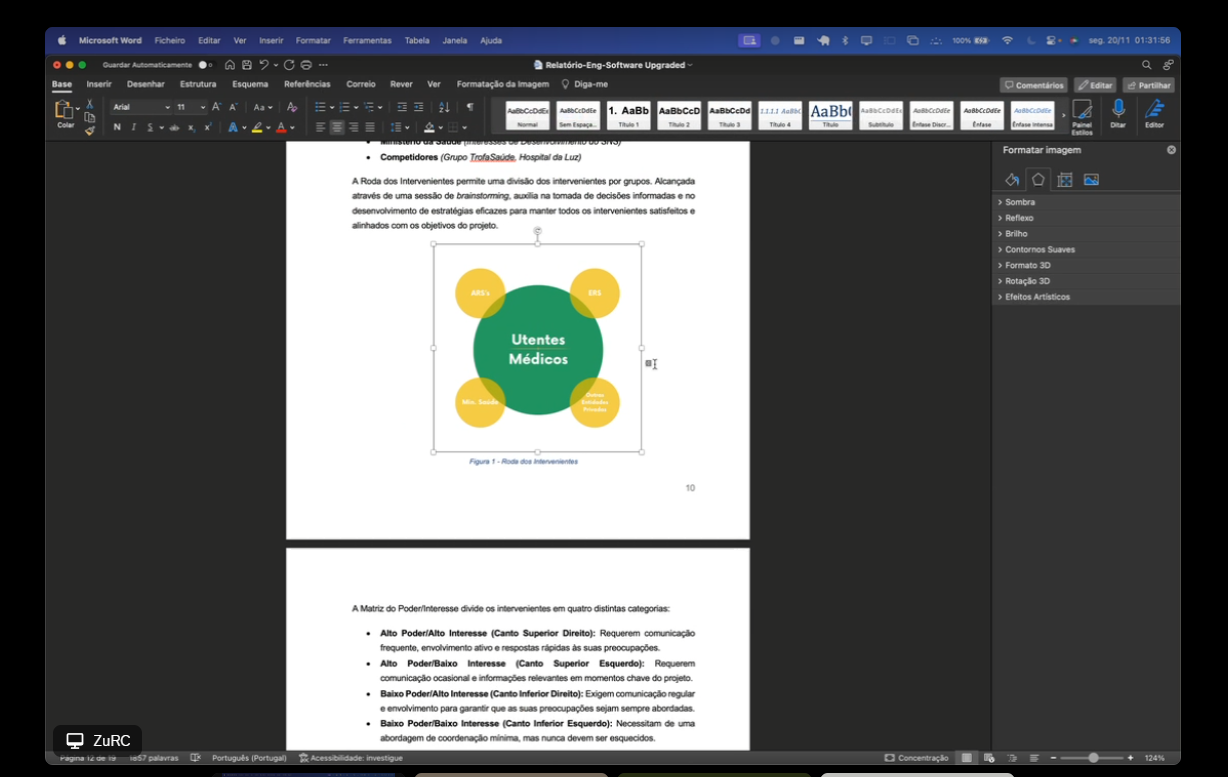 Microsoft Word Ficheiro Editar Ver Inserir Formatar Ferramentas Tabela Janela Ajuda 100% seg. 20/11 01:31:56
Guardar Automaticamente Relatório-Eng-Software Upgraded
Base Inserir Desenhar Estrutura Esquema Referências Correio Rever Ver Formatação da Imagem Diga-me Comentários Editar Partilhar
Colar Arial 11
N I S
AaBbCcDdEe AaBbCcDdEe 1. AaBb AaBbCcD AaBbCcDd 1.1.1.1 AaBbC AaBb( AaBbCcDdEe AaBbCcDdEe AaBbCcDdEe AaBbCcDdEe
Normal Sem Espaça... Título 1 Título 2 Título 3 Título 4 Título Subtítulo Ênfase Discr... Ênfase Ênfase Intensa
Painel Estilos Ditar Editor
Formatar imagem
Sombra
Reflexo
Brilho
Contornos Suaves
Formato 3D
Rotação 3D
Efeitos Artísticos
• Ministério da Saúde (Interesses de Desenvolvimento do SNS)
• Competidores (Grupo TrofaSaúde, Hospital da Luz)
A Roda dos Intervenientes permite uma divisão dos intervenientes por grupos. Alcançada
através de uma sessão de brainstorming, auxilia na tomada de decisões informadas e no
desenvolvimento de estratégias eficazes para manter todos os intervenientes satisfeitos e
alinhados com os objetivos do projeto.
ARS's
ERS
Utentes
Médicos
Min. Saúde
Outras
Entidades
Privadas
Figura 1 - Roda dos Intervenientes
10
A Matriz do Poder/Interesse divide os intervenientes em quatro distintas categorias:
• Alto Poder/Alto Interesse (Canto Superior Direito): Requerem comunicação
frequente, envolvimento ativo e respostas rápidas às suas preocupações.
• Alto Poder/Baixo Interesse (Canto Superior Esquerdo): Requerem
comunicação ocasional e informações relevantes em momentos chave do projeto.
• Baixo Poder/Alto Interesse (Canto Inferior Direito): Exigem comunicação regular
e envolvimento para garantir que as suas preocupações sejam sempre abordadas.
• Baixo Poder/Baixo Interesse (Canto Inferior Esquerdo): Necessitam de uma
abordagem de coordenação mínima, mas nunca devem ser esquecidos.
ZuRC
Página 12 de 19 1857 palavras Português (Portugal) Acessibilidade: investigue Concentração 124%